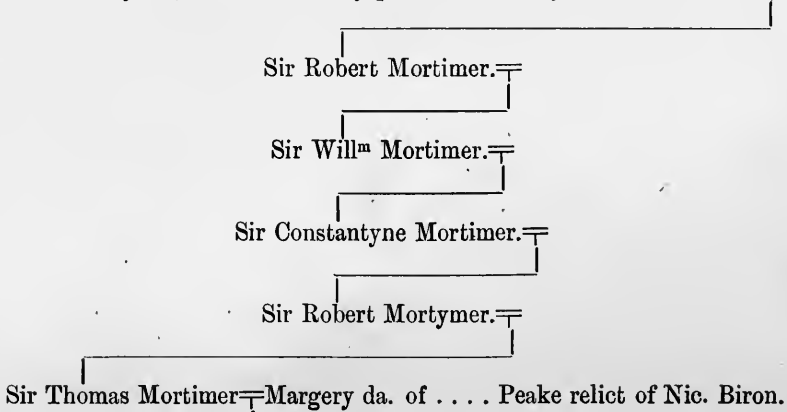 Sir Robert Mortimer.
Sir Willᵐ Mortimer.
Sir Constantyne Mortimer.
Sir Robert Mortymer.
Sir Thomas Mortimer=Margery da. of . . . . Peake relict of Nic. Biron.